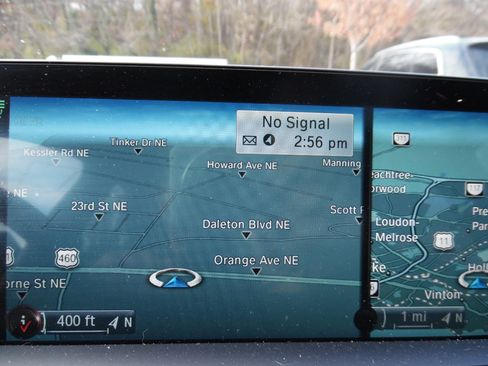 No Signal
2:56 pm
Tinker Dr NE
Kessler Rd NE
Howard Ave NE
Manning
23rd St NE
Scott
Daleton Blvd NE
460
Orange Ave NE
orne St NE
400 ft
N
eachtree-
orwood
Loudon-
Melrose
11
Vinton
1 mi
N